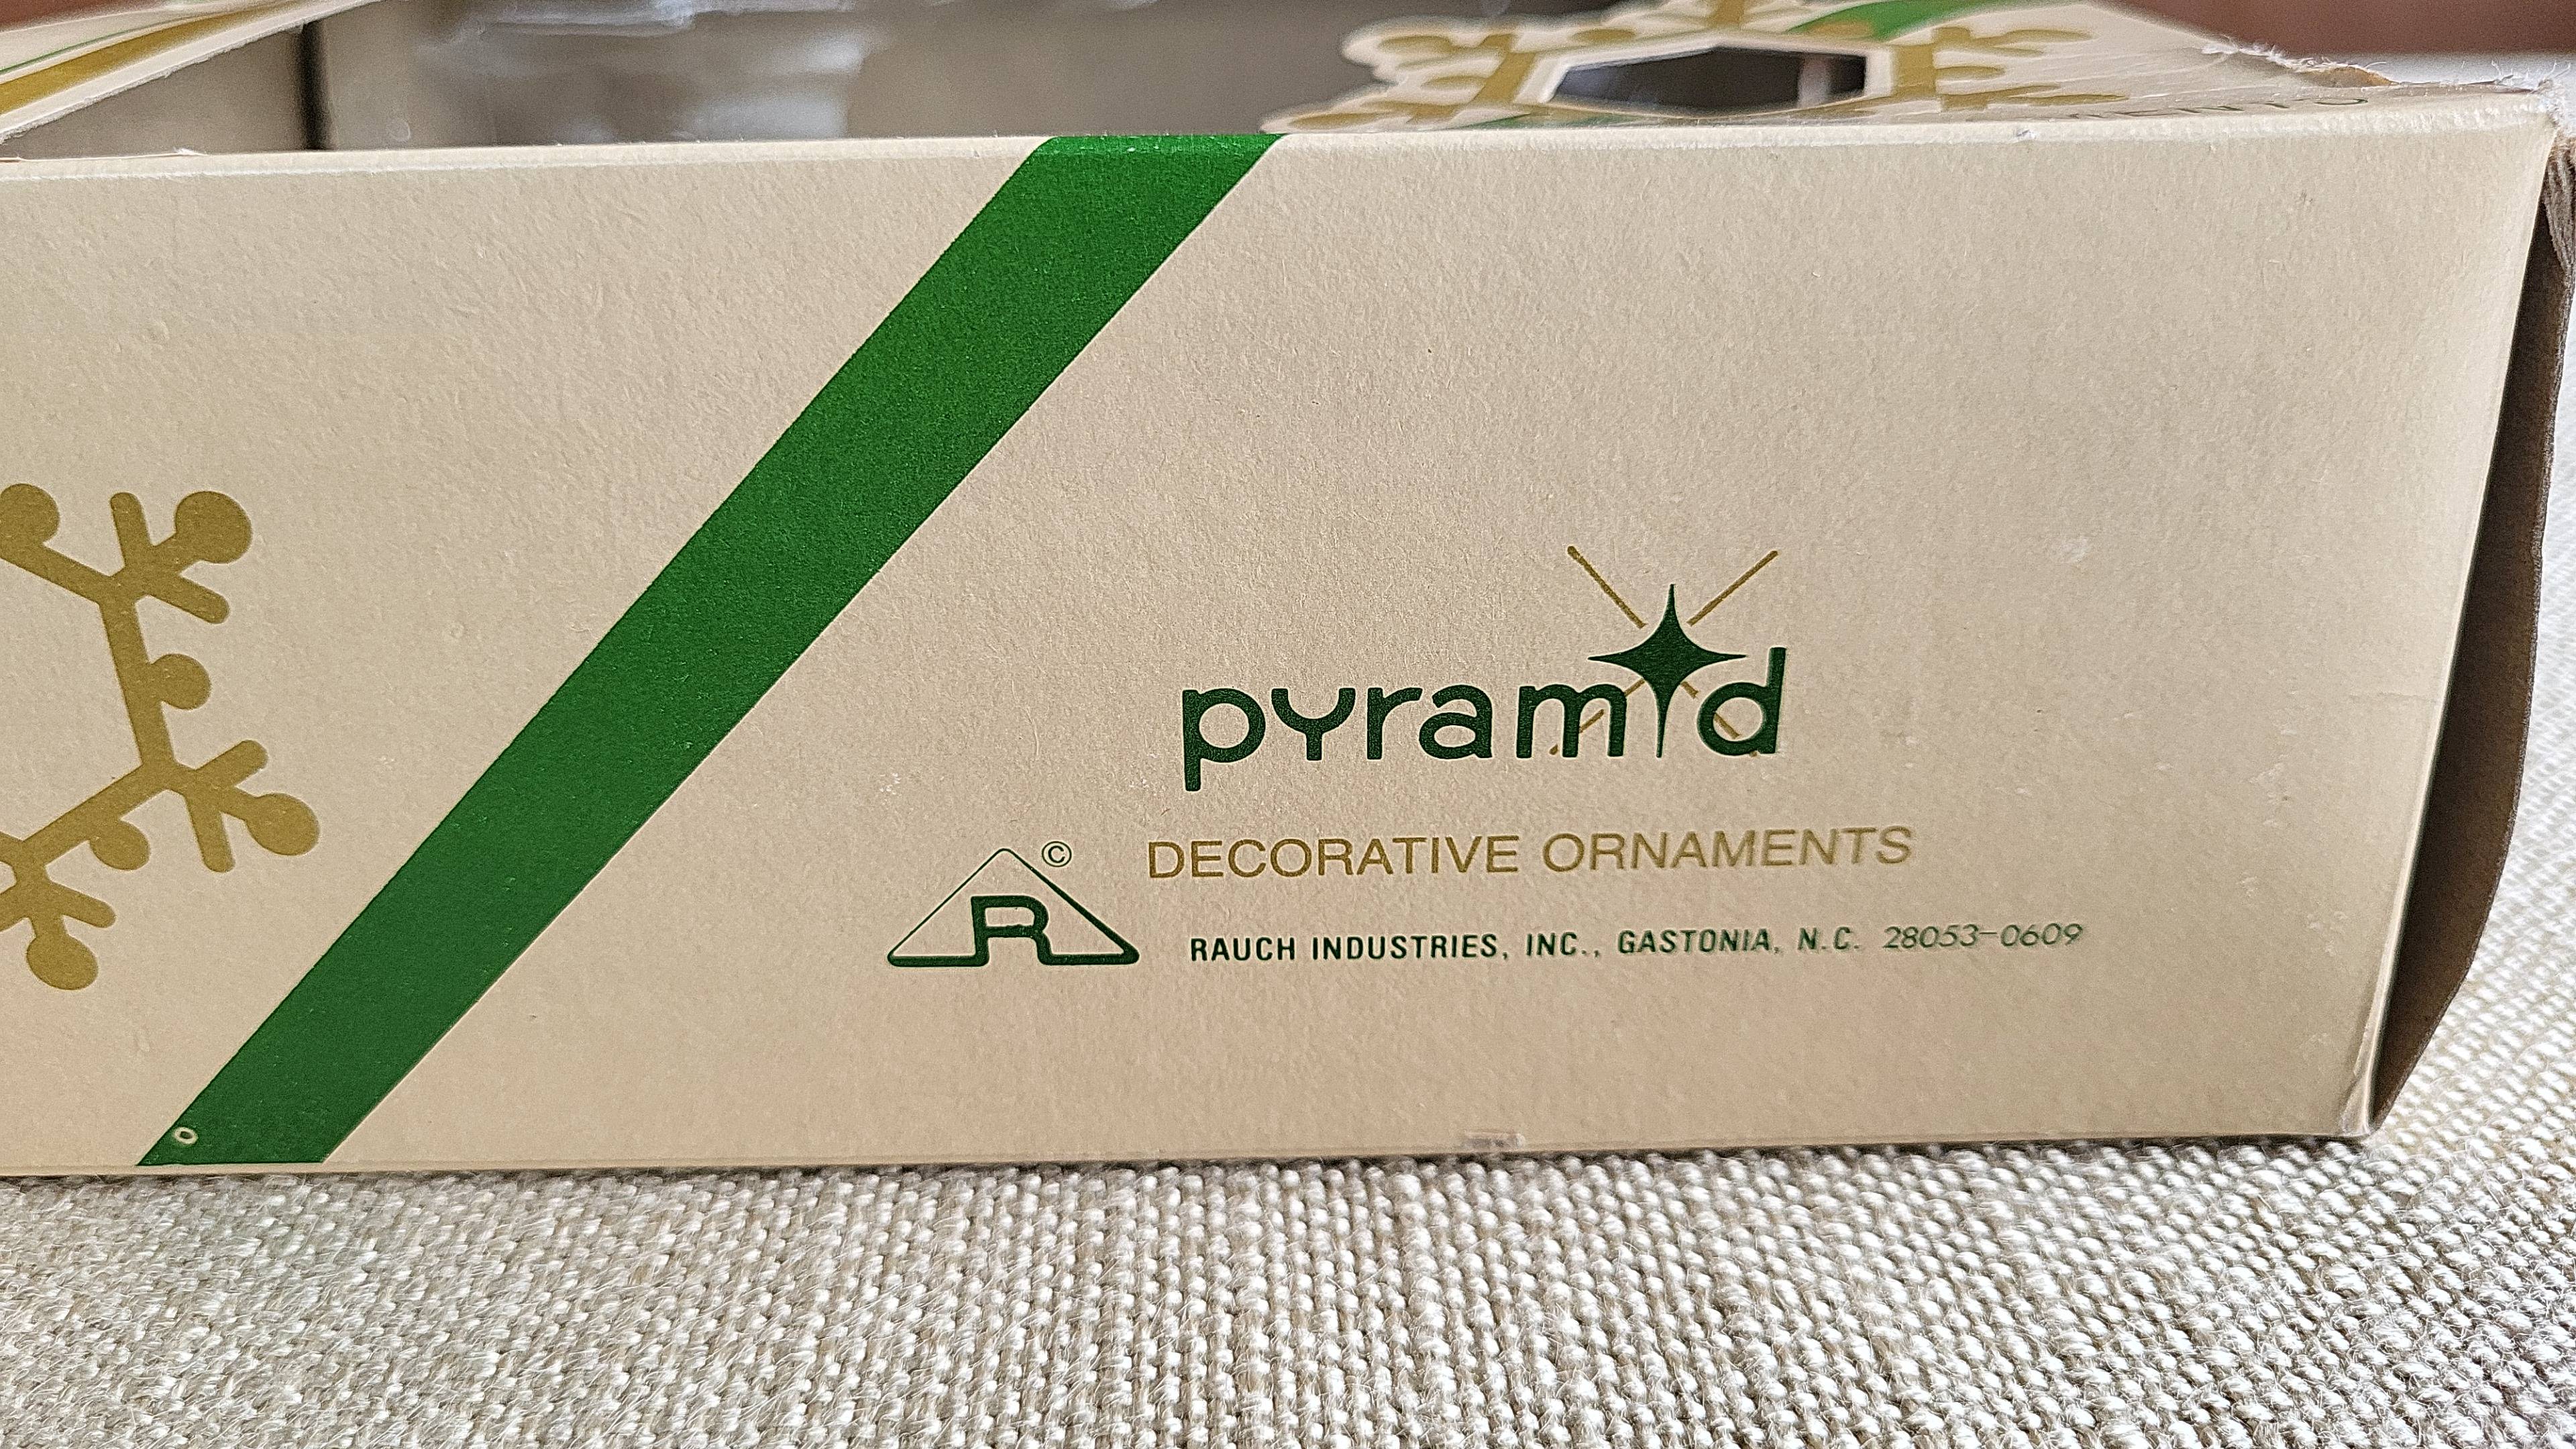 pyramid
DECORATIVE ORNAMENTS
©
R
RAUCH INDUSTRIES, INC., GASTONIA, N.C. 28053-0609